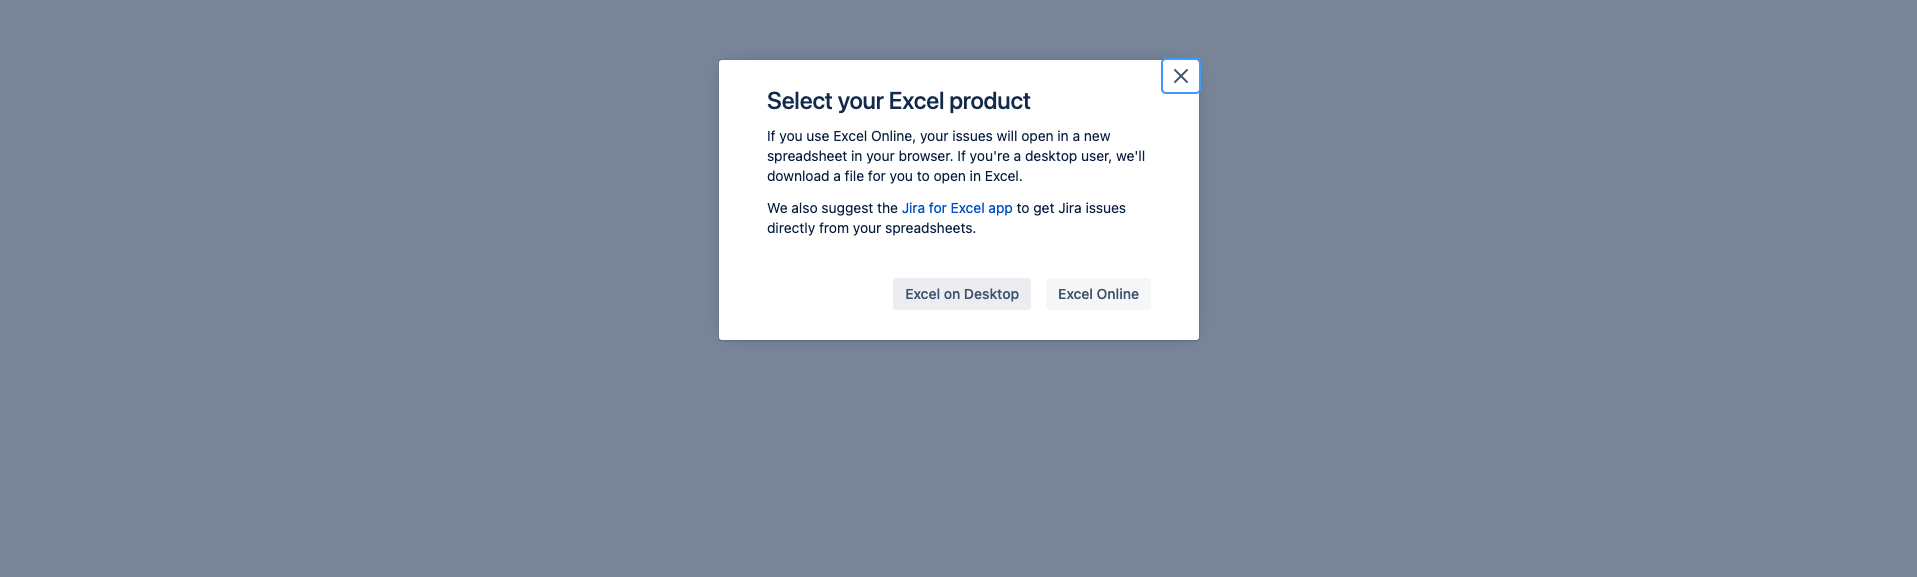 Select your Excel product
If you use Excel Online, your issues will open in a new
spreadsheet in your browser. If you're a desktop user, we'll
download a file for you to open in Excel.
We also suggest the Jira for Excel app to get Jira issues
directly from your spreadsheets.
Excel on Desktop
Excel Online